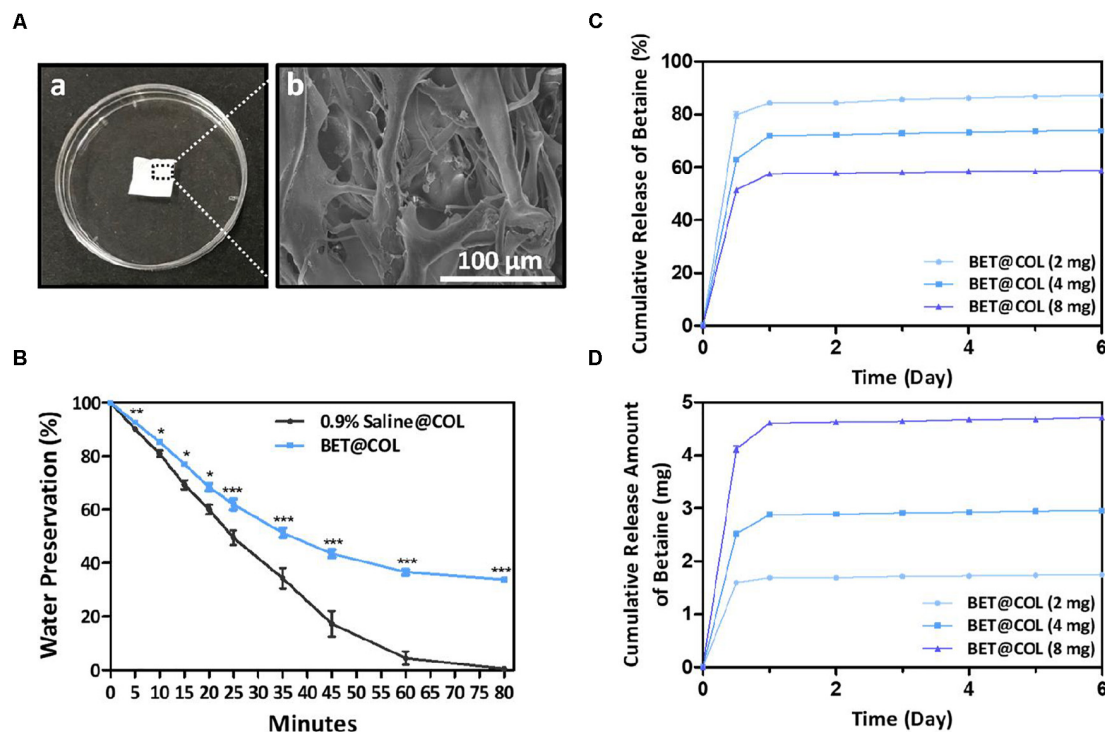 A
a
b
100 µm
B
Water Preservation (%)
100
80
60
40
20
0
** * * * *** *** *** *** ***
0.9% Saline@COL
BET@COL
0 5 10 15 20 25 30 35 40 45 50 55 60 65 70 75 80
Minutes
C
Cumulative Release of Betaine (%)
100
80
60
40
20
0
BET@COL (2 mg)
BET@COL (4 mg)
BET@COL (8 mg)
0 2 4 6
Time (Day)
D
Cumulative Release Amount
of Betaine (mg)
5
4
3
2
1
0
BET@COL (2 mg)
BET@COL (4 mg)
BET@COL (8 mg)
0 2 4 6
Time (Day)